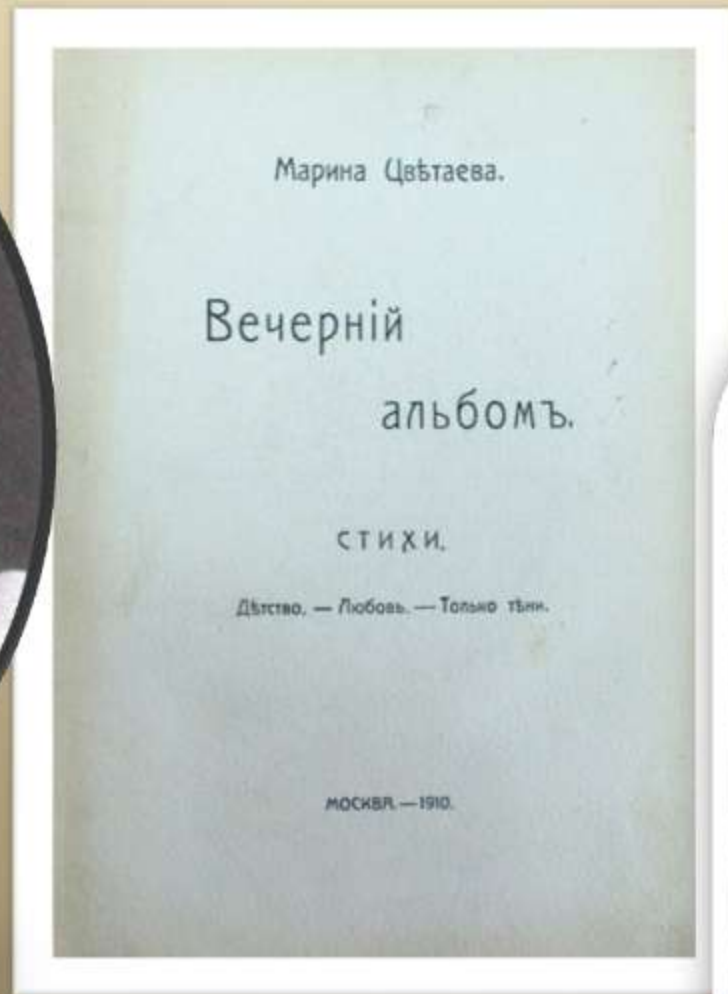 Марина Цвѣтаева.
Вечерній
альбомъ.
СТИХИ.
Дѣтство. — Любовь. — Только тѣни.
МОСКВА. — 1910.